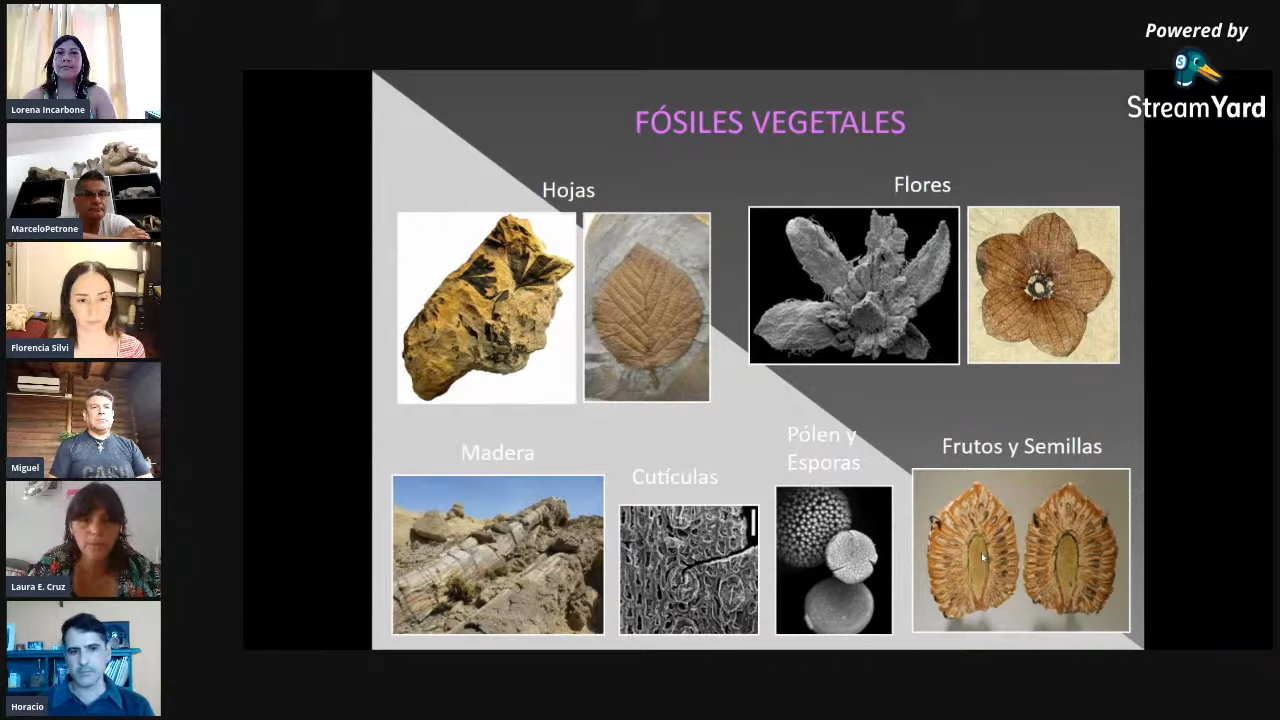 Powered by
StreamYard
Lorena Incarbone
MarceloPetrone
Florencia Silvi
Miguel
CASH
Laura E. Cruz
Horacio
FÓSILES VEGETALES
Hojas
Flores
Madera
Cutículas
Pólen y
Esporas
Frutos y Semillas